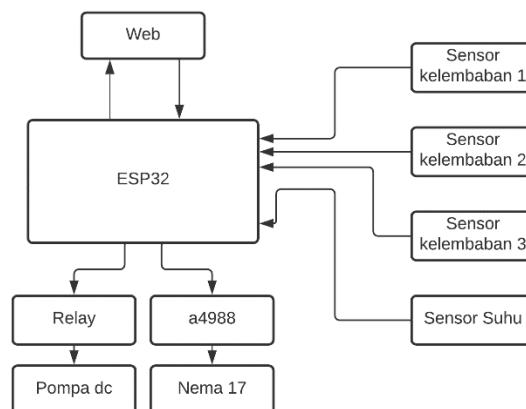 Web
Sensor
kelembaban 1
Sensor
kelembaban 2
ESP32
Sensor
kelembaban 3
Relay
a4988
Sensor Suhu
Pompa dc
Nema 17